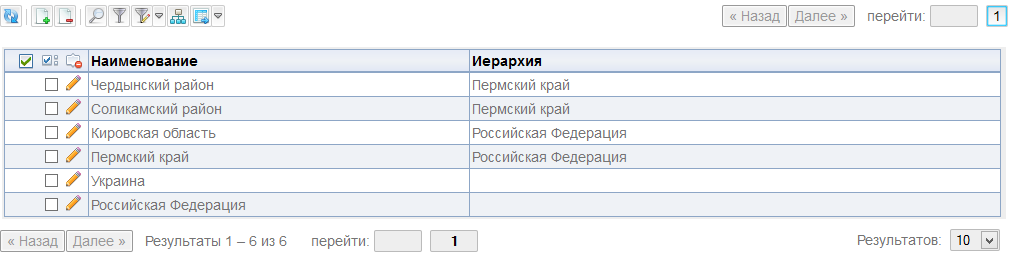 « Назад Далее » перейти: 1
Наименование Иерархия
Чердынский район Пермский край
Соликамский район Пермский край
Кировская область Российская Федерация
Пермский край Российская Федерация
Украина
Российская Федерация
« Назад Далее » Результаты 1 – 6 из 6 перейти: 1 Результатов: 10